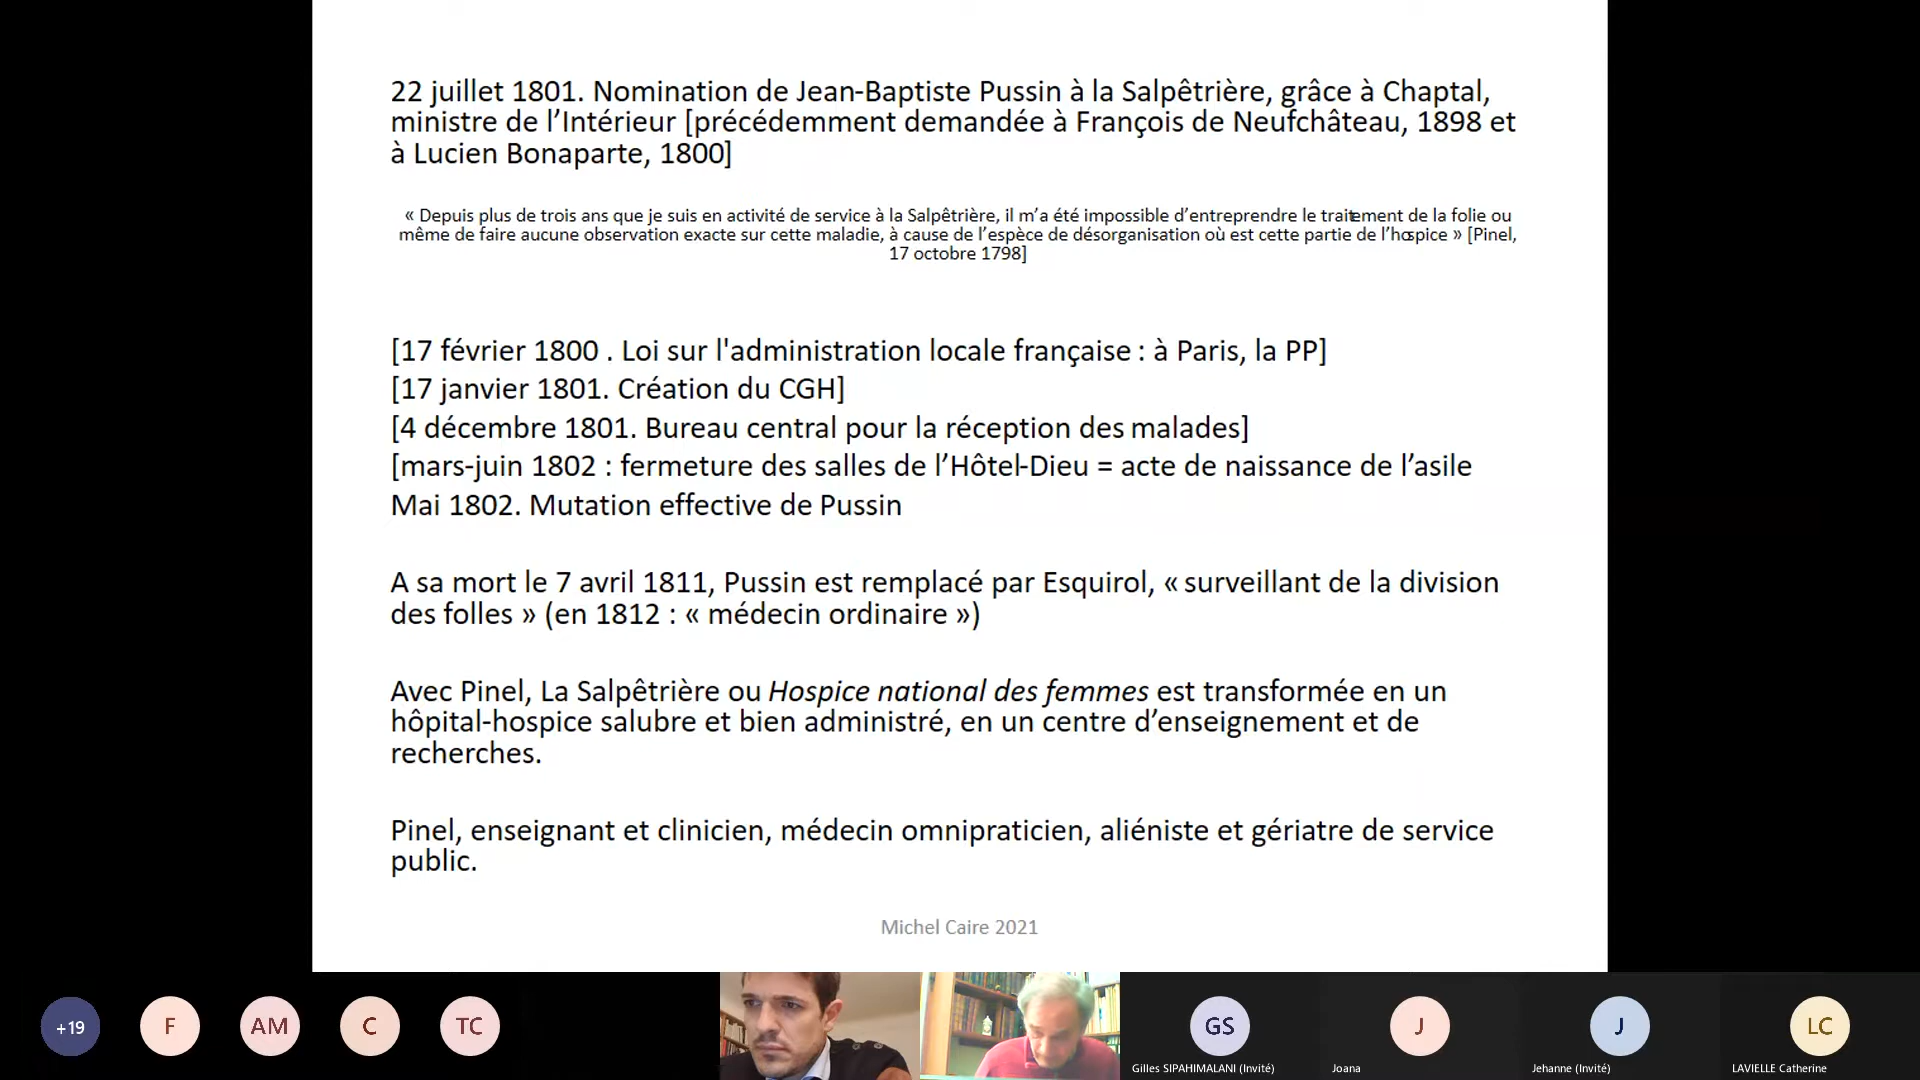 22 juillet 1801. Nomination de Jean-Baptiste Pussin à la Salpêtrière, grâce à Chaptal,
ministre de l’Intérieur [précédemment demandée à François de Neufchâteau, 1898 et
à Lucien Bonaparte, 1800]
« Depuis plus de trois ans que je suis en activité de service à la Salpêtrière, il m’a été impossible d’entreprendre le traitement de la folie ou
même de faire aucune observation exacte sur cette maladie, à cause de l’espèce de désorganisation où est cette partie de l’hospice » [Pinel,
17 octobre 1798]
[17 février 1800 . Loi sur l'administration locale française : à Paris, la PP]
[17 janvier 1801. Création du CGH]
[4 décembre 1801. Bureau central pour la réception des malades]
[mars-juin 1802 : fermeture des salles de l’Hôtel-Dieu = acte de naissance de l’asile
Mai 1802. Mutation effective de Pussin
A sa mort le 7 avril 1811, Pussin est remplacé par Esquirol, « surveillant de la division
des folles » (en 1812 : « médecin ordinaire »)
Avec Pinel, La Salpêtrière ou Hospice national des femmes est transformée en un
hôpital-hospice salubre et bien administré, en un centre d’enseignement et de
recherches.
Pinel, enseignant et clinicien, médecin omnipraticien, aliéniste et gériatre de service
public.
Michel Caire 2021
+19
F
AM
C
TC
GS
J
J
LC
Gilles SIPAHIMALANI (Invité)
Joana
Jehanne (Invité)
LAVIELLE Catherine